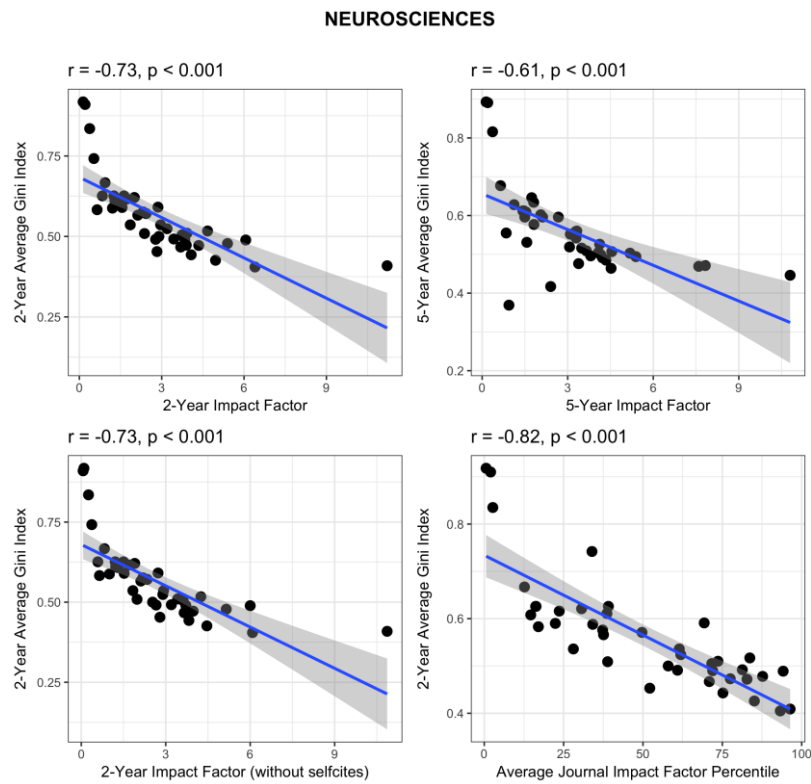 NEUROSCIENCES
r = -0.73, p < 0.001
2-Year Average Gini Index
0.75
0.50
0.25
0
3
6
9
2-Year Impact Factor
r = -0.61, p < 0.001
5-Year Average Gini Index
0.8
0.6
0.4
0.2
0
3
6
9
5-Year Impact Factor
r = -0.73, p < 0.001
2-Year Average Gini Index
0.75
0.50
0.25
0
3
6
9
2-Year Impact Factor (without selfcites)
r = -0.82, p < 0.001
2-Year Average Gini Index
0.8
0.6
0.4
0
25
50
75
100
Average Journal Impact Factor Percentile